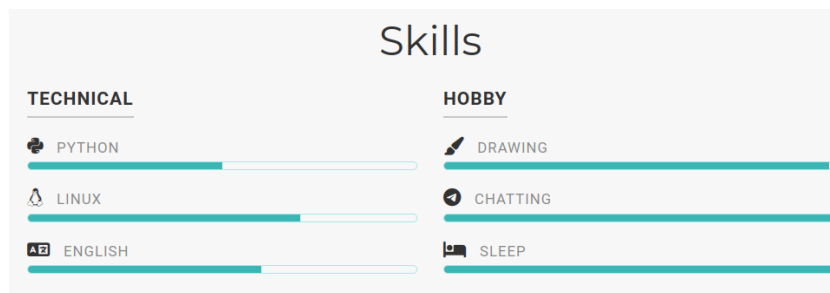 Skills
TECHNICAL
PYTHON
LINUX
ENGLISH
HOBBY
DRAWING
CHATTING
SLEEP